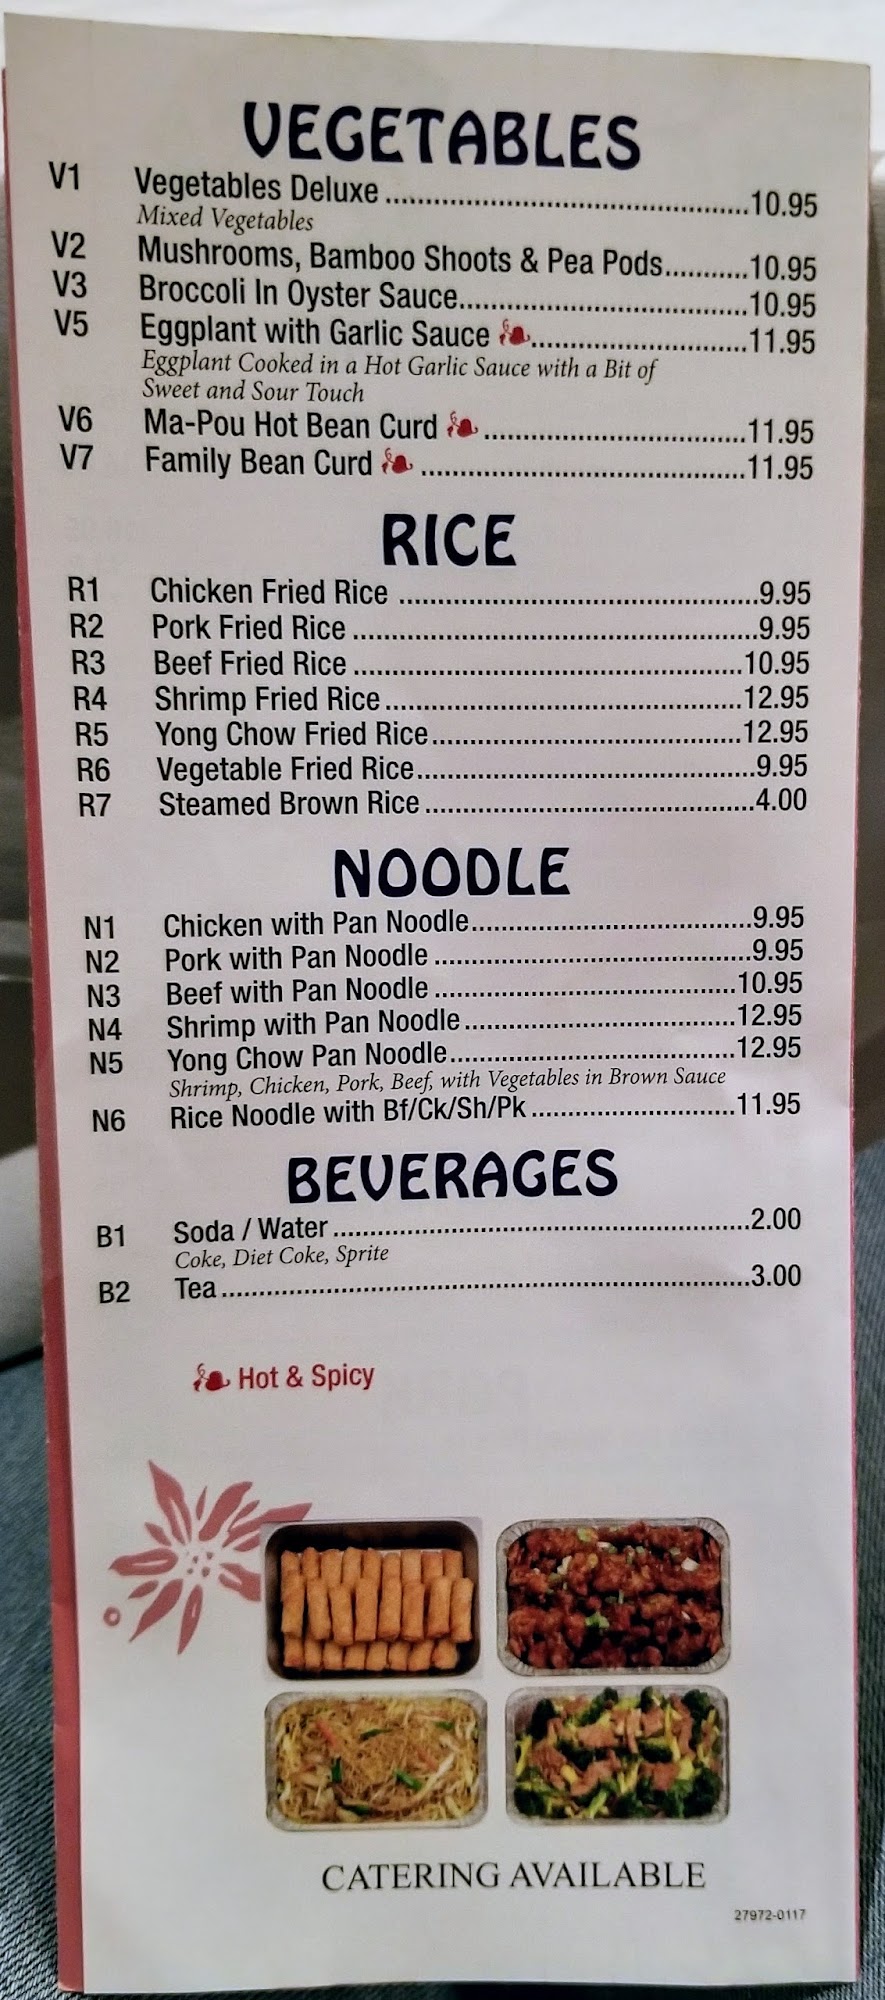 VEGETABLES
V1 Vegetables Deluxe ..........10.95
Mixed Vegetables
V2 Mushrooms, Bamboo Shoots & Pea Pods..........10.95
V3 Broccoli In Oyster Sauce..........10.95
V5 Eggplant with Garlic Sauce ..........11.95
Eggplant Cooked in a Hot Garlic Sauce with a Bit of
Sweet and Sour Touch
V6 Ma-Pou Hot Bean Curd ..........11.95
V7 Family Bean Curd ..........11.95
RICE
R1 Chicken Fried Rice ..........9.95
R2 Pork Fried Rice ..........9.95
R3 Beef Fried Rice ..........10.95
R4 Shrimp Fried Rice ..........12.95
R5 Yong Chow Fried Rice..........12.95
R6 Vegetable Fried Rice..........9.95
R7 Steamed Brown Rice ..........4.00
NOODLE
N1 Chicken with Pan Noodle..........9.95
N2 Pork with Pan Noodle ..........9.95
N3 Beef with Pan Noodle ..........10.95
N4 Shrimp with Pan Noodle ..........12.95
N5 Yong Chow Pan Noodle..........12.95
Shrimp, Chicken, Pork, Beef, with Vegetables in Brown Sauce
N6 Rice Noodle with Bf/Ck/Sh/Pk ..........11.95
BEVERAGES
B1 Soda / Water ..........2.00
Coke, Diet Coke, Sprite
B2 Tea ..........3.00
Hot & Spicy
CATERING AVAILABLE
27972-0117